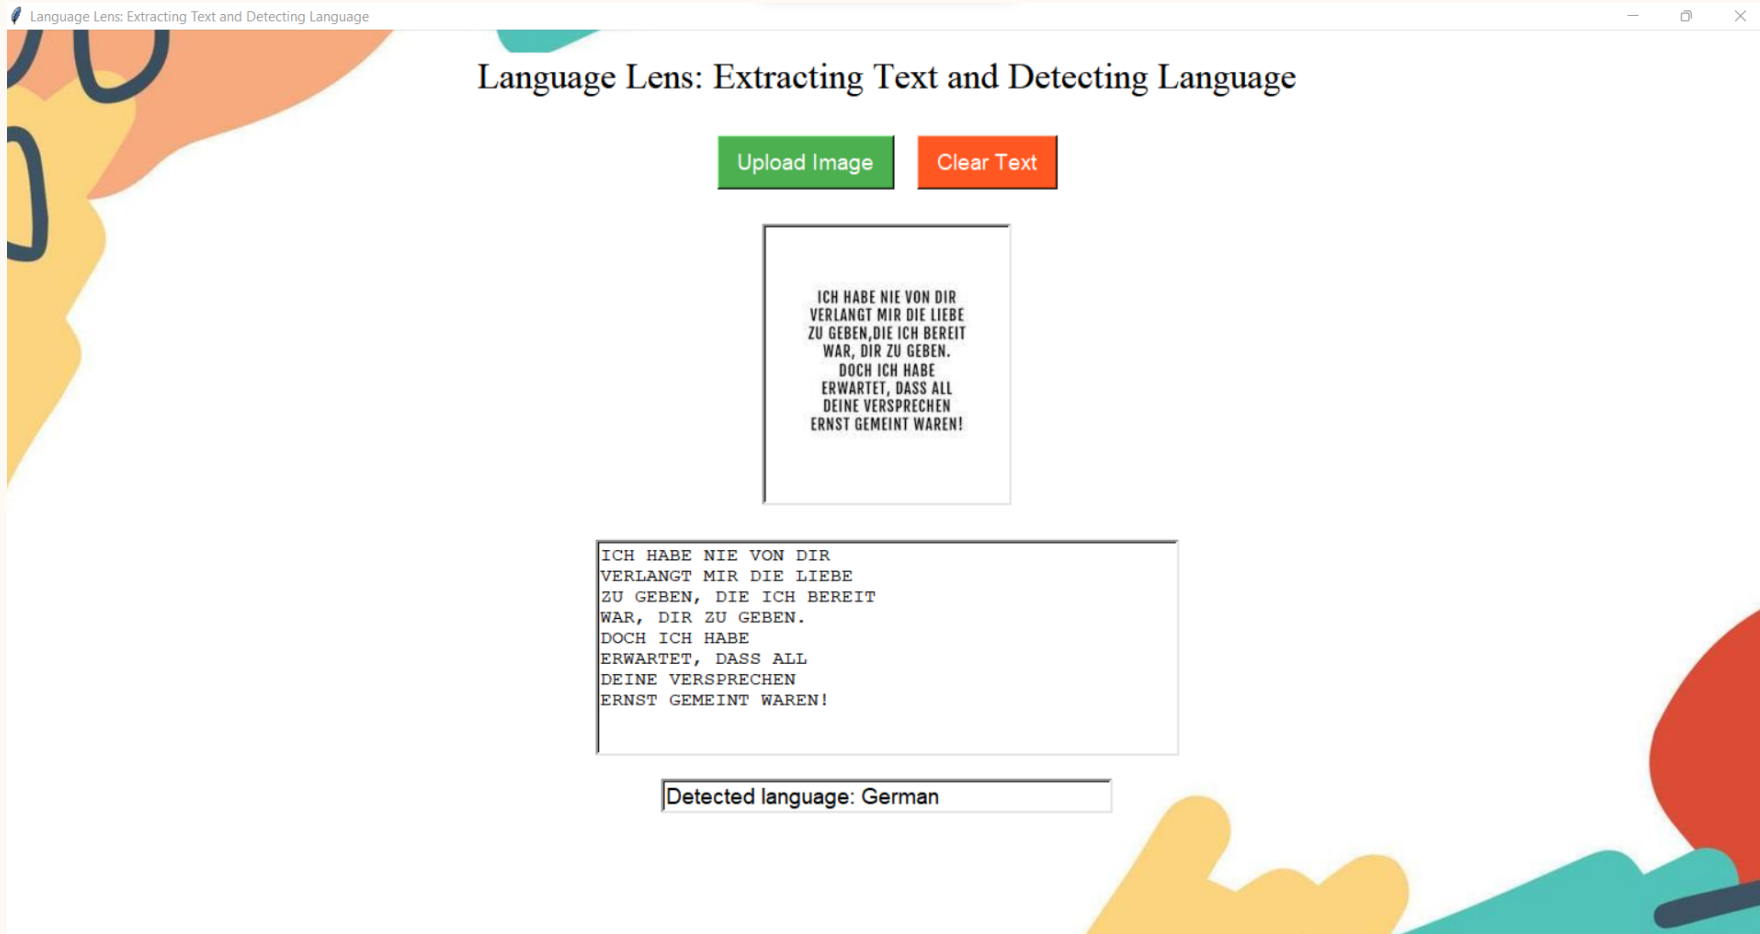 Language Lens: Extracting Text and Detecting Language
Language Lens: Extracting Text and Detecting Language
Upload Image
Clear Text
ICH HABE NIE VON DIR
VERLANGT MIR DIE LIEBE
ZU GEBEN,DIE ICH BEREIT
WAR, DIR ZU GEBEN.
DOCH ICH HABE
ERWARTET, DASS ALL
DEINE VERSPRECHEN
ERNST GEMEINT WAREN!
ICH HABE NIE VON DIR
VERLANGT MIR DIE LIEBE
ZU GEBEN, DIE ICH BEREIT
WAR, DIR ZU GEBEN.
DOCH ICH HABE
ERWARTET, DASS ALL
DEINE VERSPRECHEN
ERNST GEMEINT WAREN!
Detected language: German